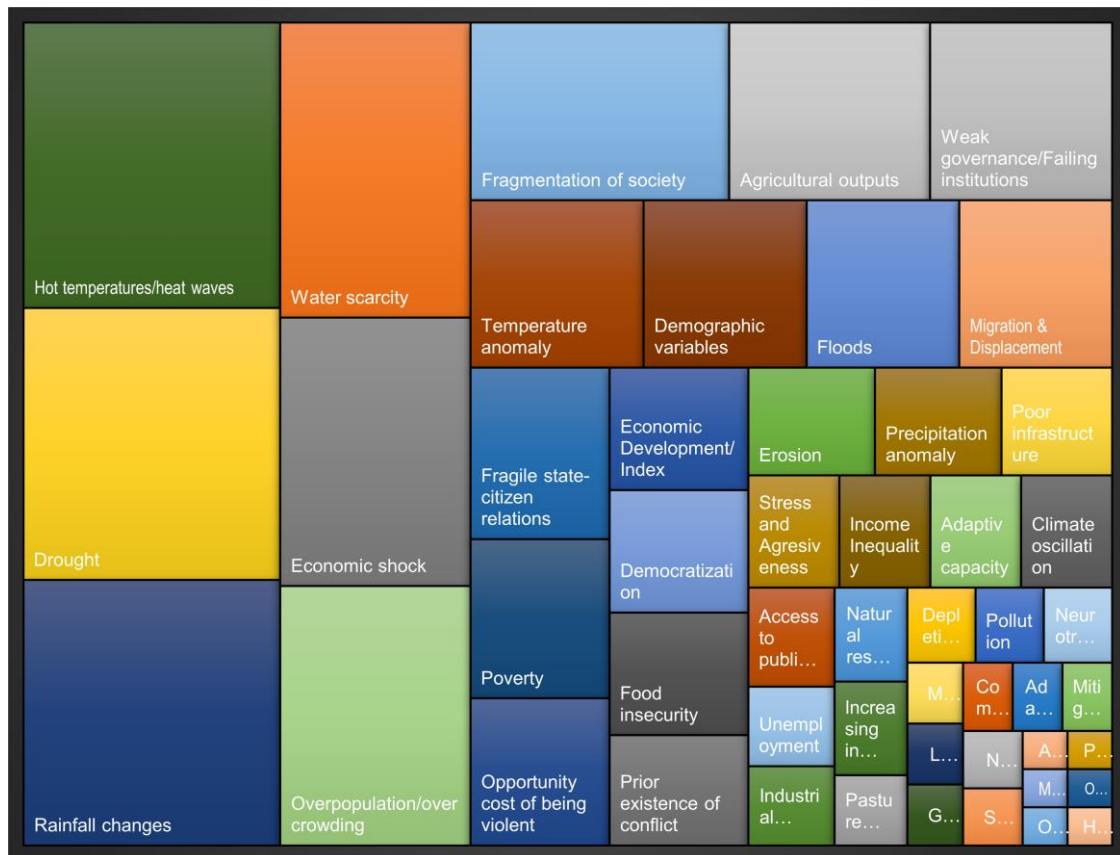 Hot temperatures/heat waves
Drought
Rainfall changes
Water scarcity
Economic shock
Overpopulation/over
crowding
Fragmentation of society
Agricultural outputs
Weak
governance/Failing
institutions
Temperature
anomaly
Demographic
variables
Floods
Migration &
Displacement
Fragile state-
citizen
relations
Poverty
Opportunity
cost of being
violent
Economic
Development/
Index
Democratizati
on
Food
insecurity
Prior
existence of
conflict
Erosion
Precipitation
anomaly
Poor
infrastruct
ure
Stress
and
Agresiv
eness
Income
Inequalit
y
Adaptiv
e
capacity
Climate
oscillati
on
Access
to
publi...
Unempl
oyment
Industri
al...
Natur
al
res...
Increa
sing
in...
Pastu
re...
Depl
eti...
Pollut
ion
Neur
otr...
M...
Co
m...
Ad
a...
Miti
g...
L...
N...
A...
P...
M...
O...
G...
S...
O...
H...